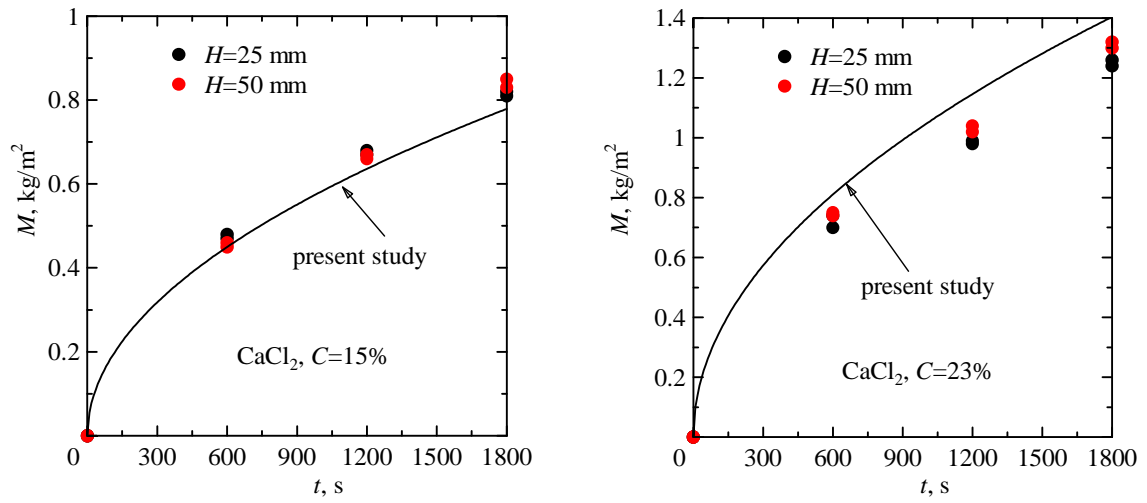 1
0.8
0.6
0.4
0.2
M, kg/m²
H=25 mm
H=50 mm
present study
CaCl₂, C=15%
0 300 600 900 1200 1500 1800
t, s
1.4
1.2
1
0.8
0.6
0.4
0.2
M, kg/m²
H=25 mm
H=50 mm
present study
CaCl₂, C=23%
0 300 600 900 1200 1500 1800
t, s